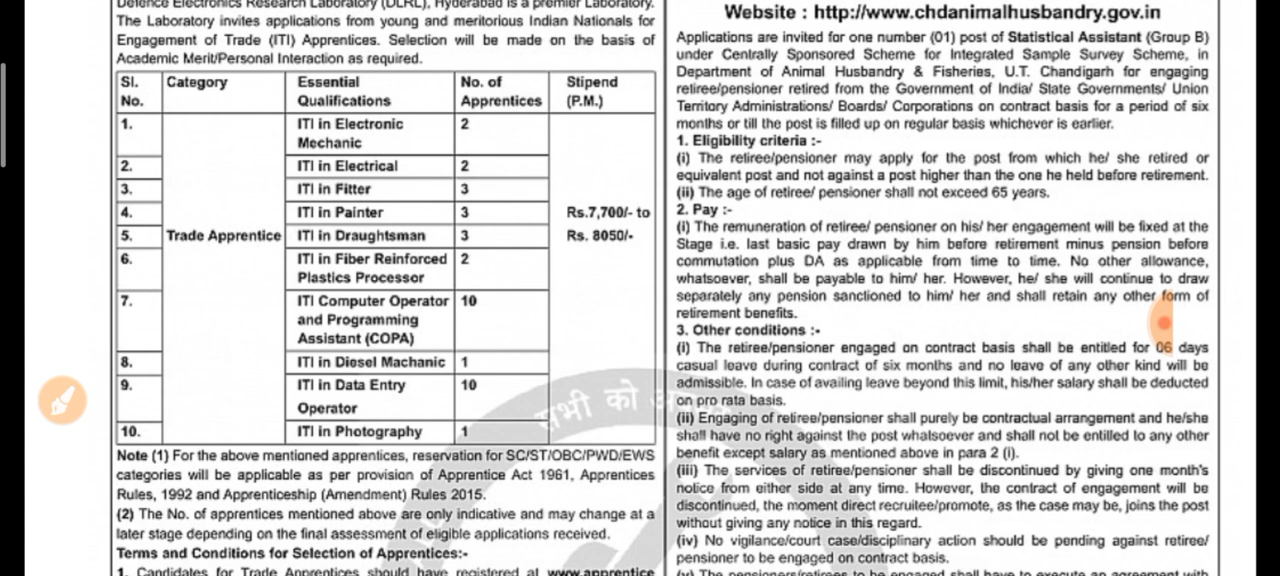 Defence Electronics Research Laboratory (DLRL), Hyderabad is a premier Laboratory.
The Laboratory invites applications from young and meritorious Indian Nationals for
Engagement of Trade (ITI) Apprentices. Selection will be made on the basis of
Academic Merit/Personal Interaction as required.
Sl. No. Category Essential Qualifications No. of Apprentices Stipend (P.M.)
1. ITI in Electronic Mechanic 2
2. ITI in Electrical 2
3. ITI in Fitter 3
4. ITI in Painter 3 Rs.7,700/- to
5. Trade Apprentice ITI in Draughtsman 3 Rs. 8050/-
6. ITI in Fiber Reinforced Plastics Processor 2
7. ITI Computer Operator and Programming Assistant (COPA) 10
8. ITI in Diesel Machanic 1
9. ITI in Data Entry Operator 10
10. ITI in Photography 1
Note (1) For the above mentioned apprentices, reservation for SC/ST/OBC/PWD/EWS
categories will be applicable as per provision of Apprentice Act 1961, Apprentices
Rules, 1992 and Apprenticeship (Amendment) Rules 2015.
(2) The No. of apprentices mentioned above are only indicative and may change at a
later stage depending on the final assessment of eligible applications received.
Terms and Conditions for Selection of Apprentices:-
1. Candidates for Trade Apprentices should have registered at www.apprentice
Website : http://www.chdanimalhusbandry.gov.in
Applications are invited for one number (01) post of Statistical Assistant (Group B)
under Centrally Sponsored Scheme for Integrated Sample Survey Scheme, in
Department of Animal Husbandry & Fisheries, U.T. Chandigarh for engaging
retiree/pensioner retired from the Government of India/ State Governments/ Union
Territory Administrations/ Boards/ Corporations on contract basis for a period of six
months or till the post is filled up on regular basis whichever is earlier.
1. Eligibility criteria :-
(i) The retiree/pensioner may apply for the post from which he/ she retired or
equivalent post and not against a post higher than the one he held before retirement.
(ii) The age of retiree/ pensioner shall not exceed 65 years.
2. Pay :-
(i) The remuneration of retiree/ pensioner on his/ her engagement will be fixed at the
Stage i.e. last basic pay drawn by him before retirement minus pension before
commutation plus DA as applicable from time to time. No other allowance,
whatsoever, shall be payable to him/ her. However, he/ she will continue to draw
separately any pension sanctioned to him/ her and shall retain any other form of
retirement benefits.
3. Other conditions :-
(i) The retiree/pensioner engaged on contract basis shall be entitled for 06 days
casual leave during contract of six months and no leave of any other kind will be
admissible. In case of availing leave beyond this limit, his/her salary shall be deducted
on pro rata basis.
(ii) Engaging of retiree/pensioner shall purely be contractual arrangement and he/she
shall have no right against the post whatsoever and shall not be entitled to any other
benefit except salary as mentioned above in para 2 (i).
(iii) The services of retiree/pensioner shall be discontinued by giving one month's
notice from either side at any time. However, the contract of engagement will be
discontinued, the moment direct recruitee/promote, as the case may be, joins the post
without giving any notice in this regard.
(iv) No vigilance/court case/disciplinary action should be pending against retiree/
pensioner to be engaged on contract basis.
(v) The pensioners/retirees to be engaged shall have to execute an agreement with
सभी को